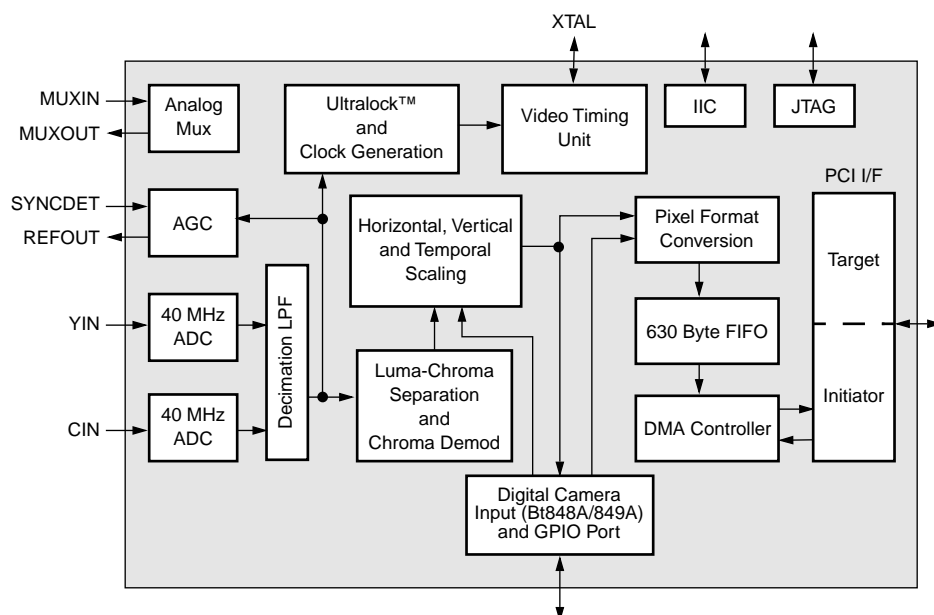 XTAL
MUXIN
MUXOUT
Analog
Mux
Ultralock™
and
Clock Generation
Video Timing
Unit
IIC
JTAG
PCI I/F
SYNCDET
REFOUT
AGC
Horizontal, Vertical
and Temporal
Scaling
Pixel Format
Conversion
Target
YIN
40 MHz
ADC
Decimation LPF
630 Byte FIFO
Luma-Chroma
Separation
and
Chroma Demod
Initiator
CIN
40 MHz
ADC
DMA Controller
Digital Camera
Input (Bt848A/849A)
and GPIO Port